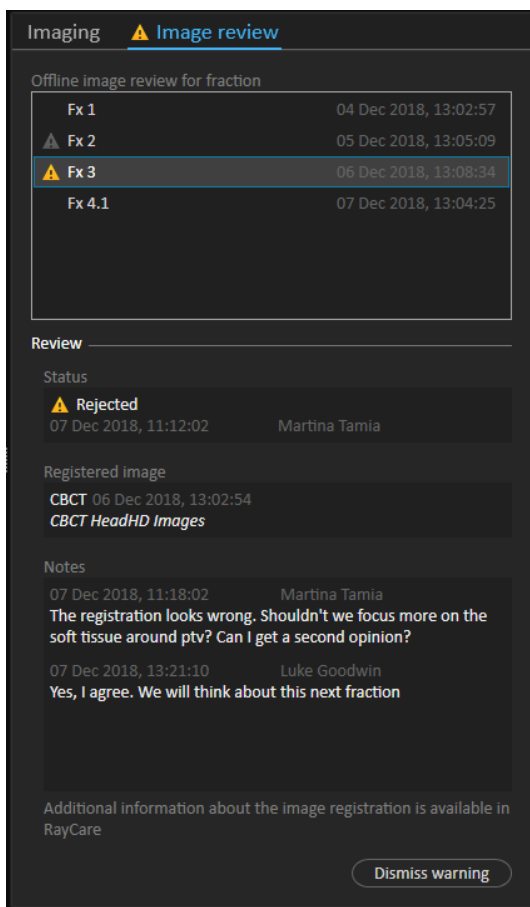 Imaging Image review
Offline image review for fraction
Fx 1 04 Dec 2018, 13:02:57
Fx 2 05 Dec 2018, 13:05:09
Fx 3 06 Dec 2018, 13:08:34
Fx 4.1 07 Dec 2018, 13:04:25
Review
Status
Rejected
07 Dec 2018, 11:12:02 Martina Tamia
Registered image
CBCT 06 Dec 2018, 13:02:54
CBCT HeadHD Images
Notes
07 Dec 2018, 11:18:02 Martina Tamia
The registration looks wrong. Shouldn't we focus more on the
soft tissue around ptv? Can I get a second opinion?
07 Dec 2018, 13:21:10 Luke Goodwin
Yes, I agree. We will think about this next fraction
Additional information about the image registration is available in
RayCare
Dismiss warning